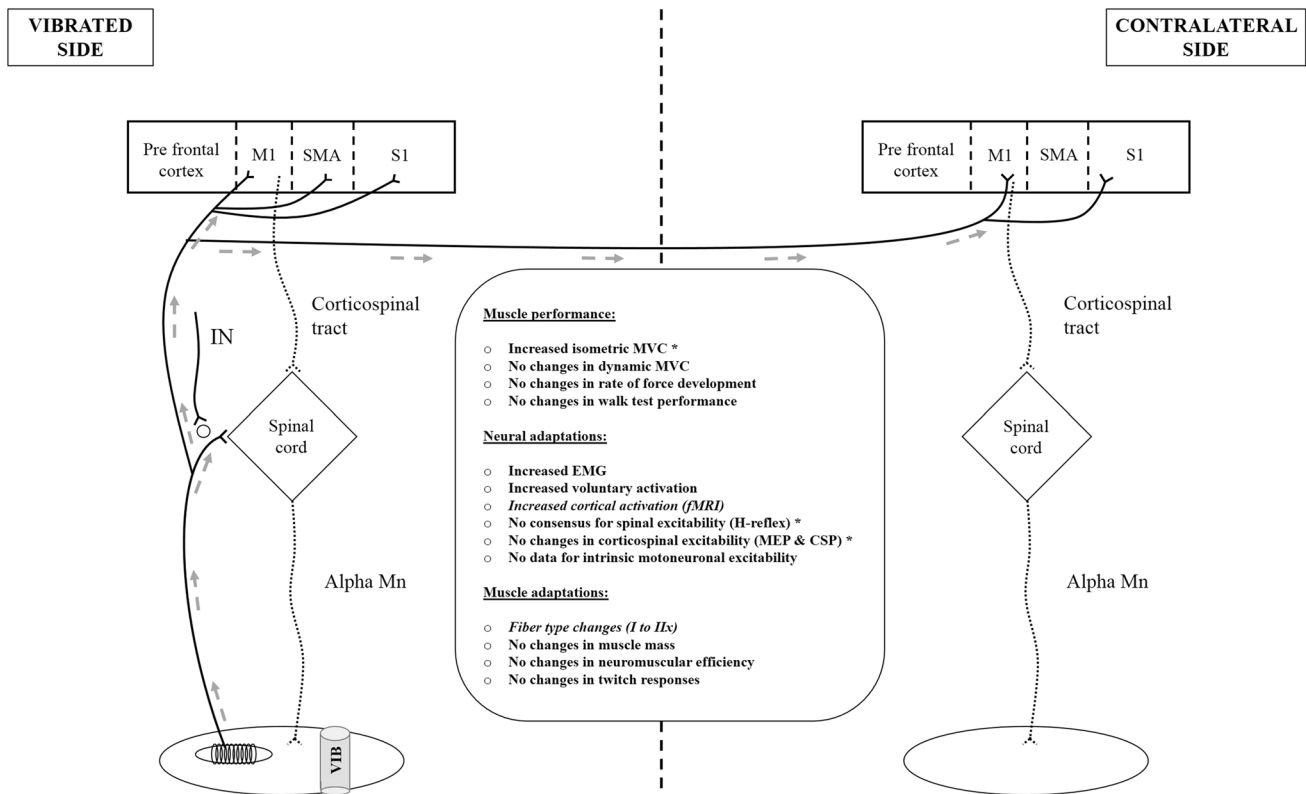 VIBRATED
SIDE
CONTRALATERAL
SIDE
Pre frontal
cortex
M1
SMA
S1
Pre frontal
cortex
M1
SMA
S1
IN
Corticospinal
tract
Corticospinal
tract
Spinal
cord
Spinal
cord
Alpha Mn
Alpha Mn
VIB
Muscle performance:
○ Increased isometric MVC *
○ No changes in dynamic MVC
○ No changes in rate of force development
○ No changes in walk test performance
Neural adaptations:
○ Increased EMG
○ Increased voluntary activation
○ Increased cortical activation (fMRI)
○ No consensus for spinal excitability (H-reflex) *
○ No changes in corticospinal excitability (MEP & CSP) *
○ No data for intrinsic motoneuronal excitability
Muscle adaptations:
○ Fiber type changes (I to IIx)
○ No changes in muscle mass
○ No changes in neuromuscular efficiency
○ No changes in twitch responses